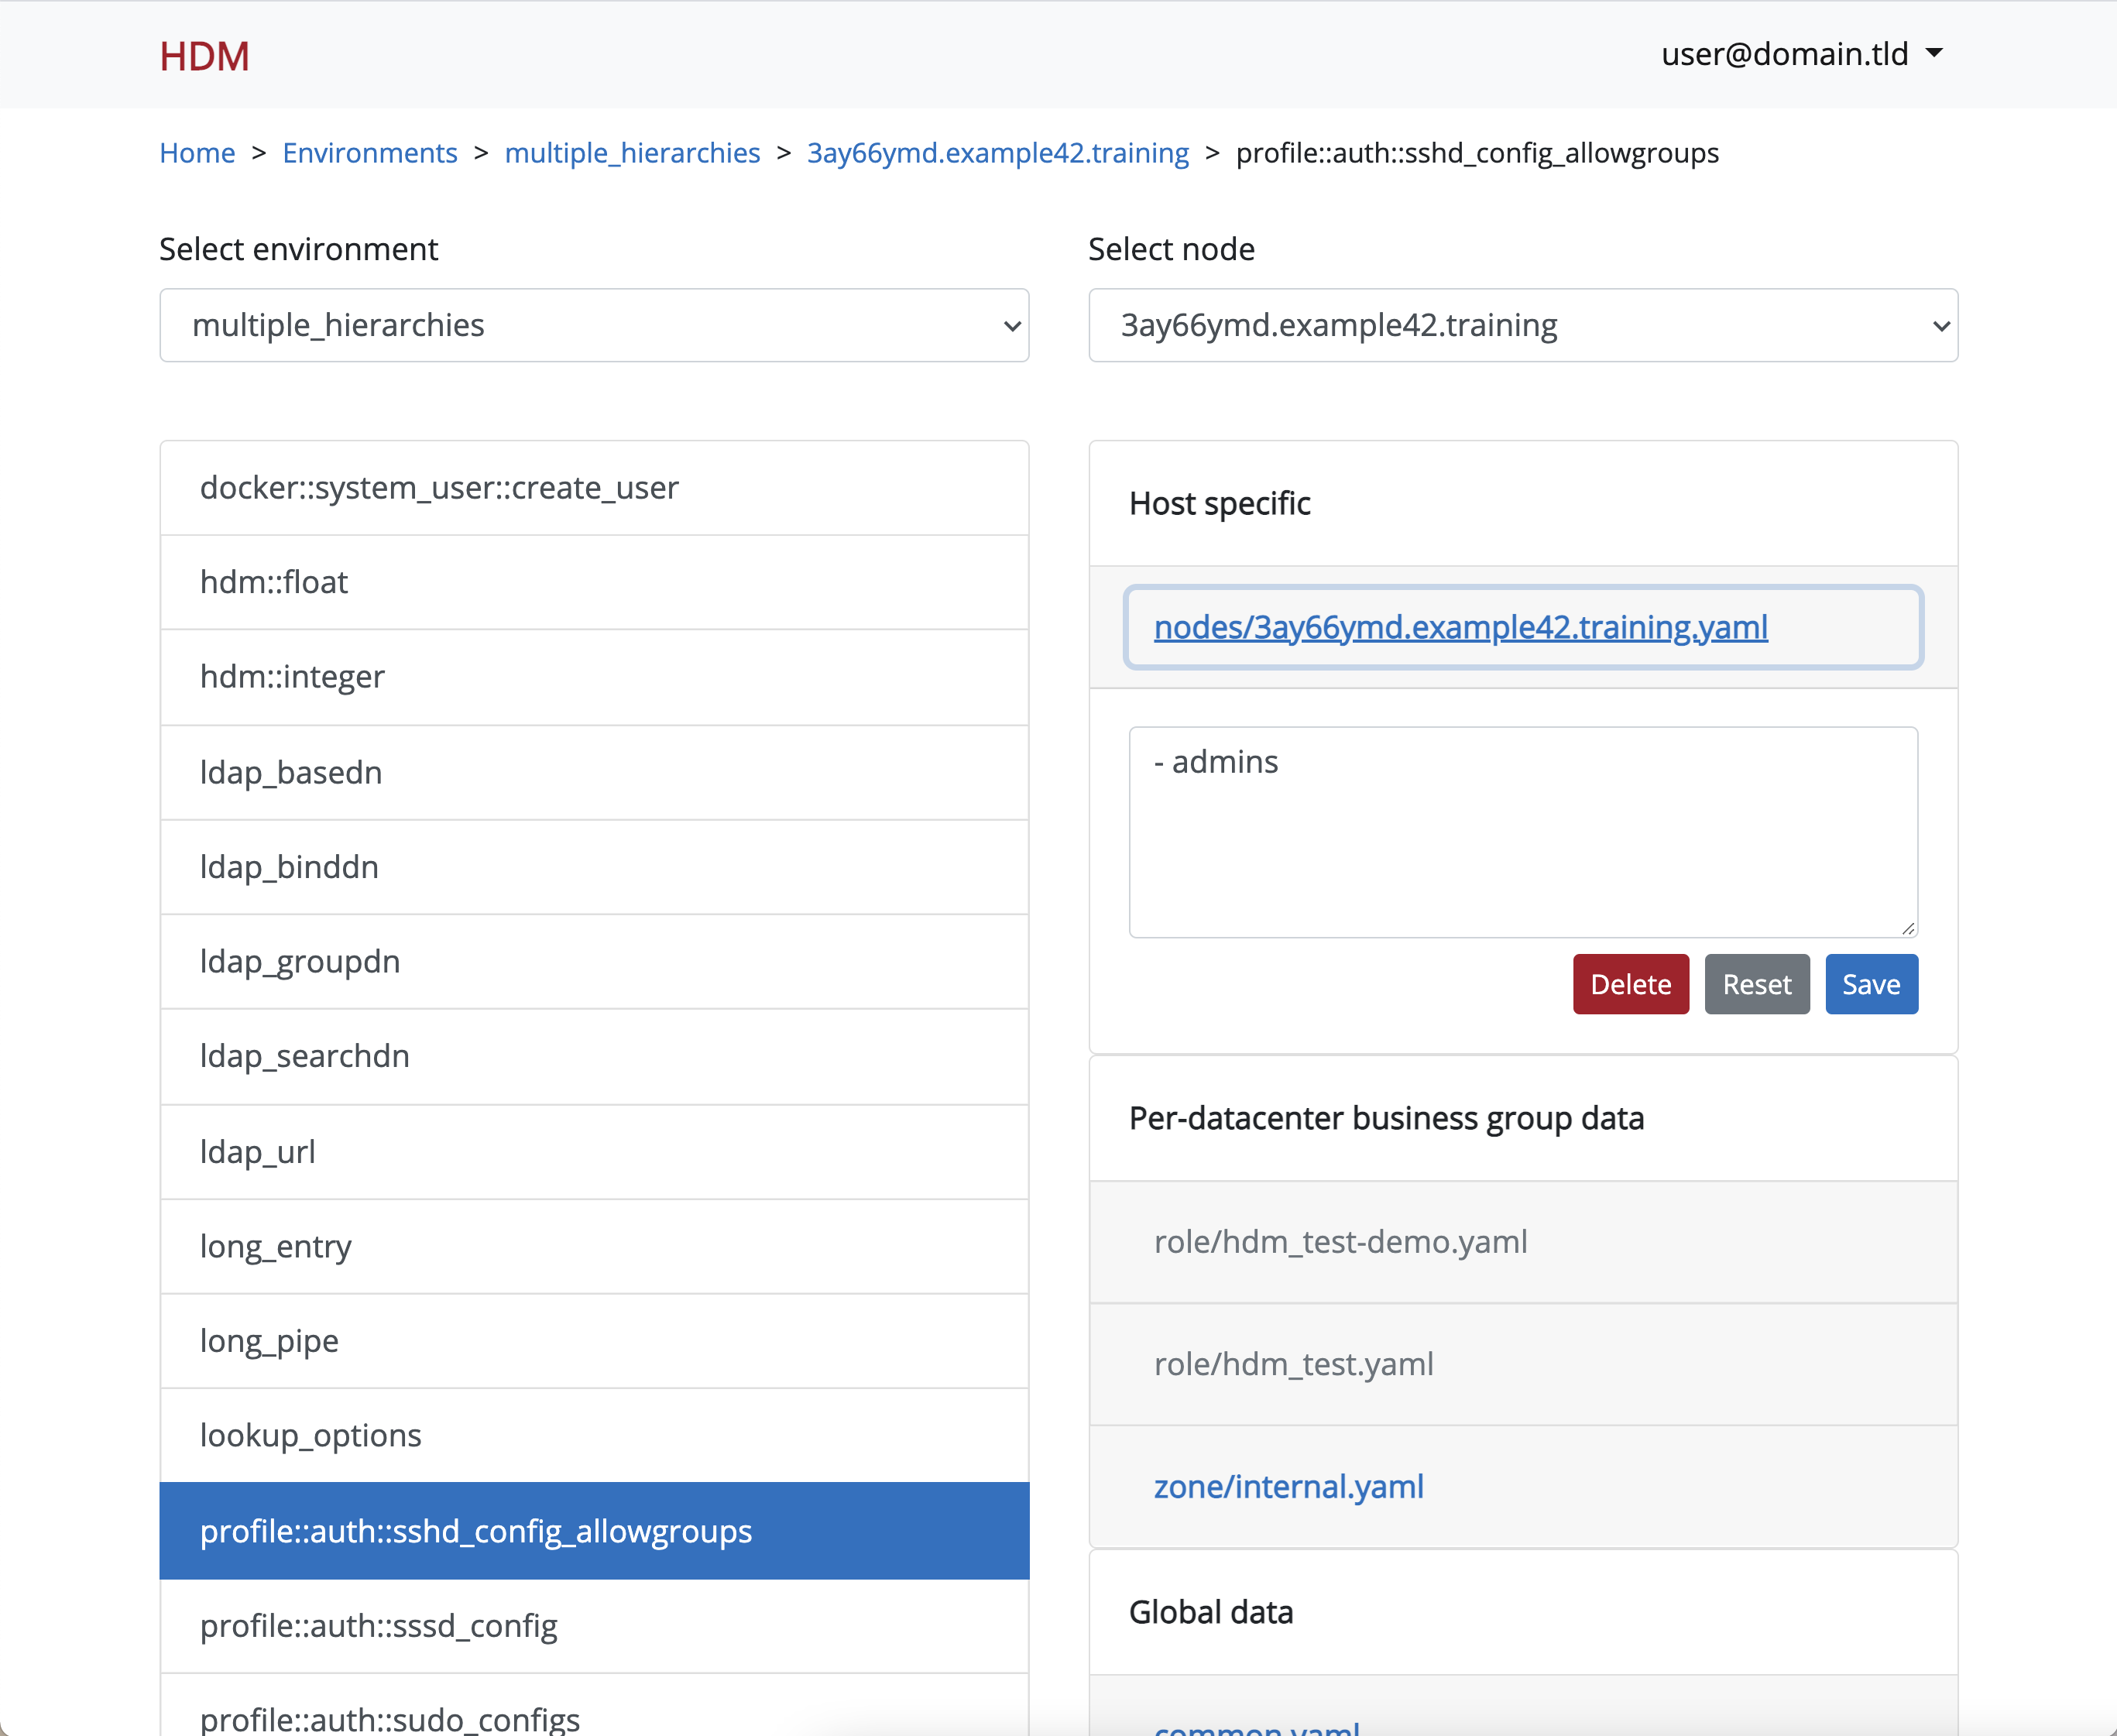 HDM
user@domain.tld
Home > Environments > multiple_hierarchies > 3ay66ymd.example42.training > profile::auth::sshd_config_allowgroups
Select environment
multiple_hierarchies
Select node
3ay66ymd.example42.training
docker::system_user::create_user
hdm::float
hdm::integer
ldap_basedn
ldap_binddn
ldap_groupdn
ldap_searchdn
ldap_url
long_entry
long_pipe
lookup_options
profile::auth::sshd_config_allowgroups
profile::auth::sssd_config
profile::auth::sudo_configs
Host specific
nodes/3ay66ymd.example42.training.yaml
- admins
Delete Reset Save
Per-datacenter business group data
role/hdm_test-demo.yaml
role/hdm_test.yaml
zone/internal.yaml
Global data
common.yaml